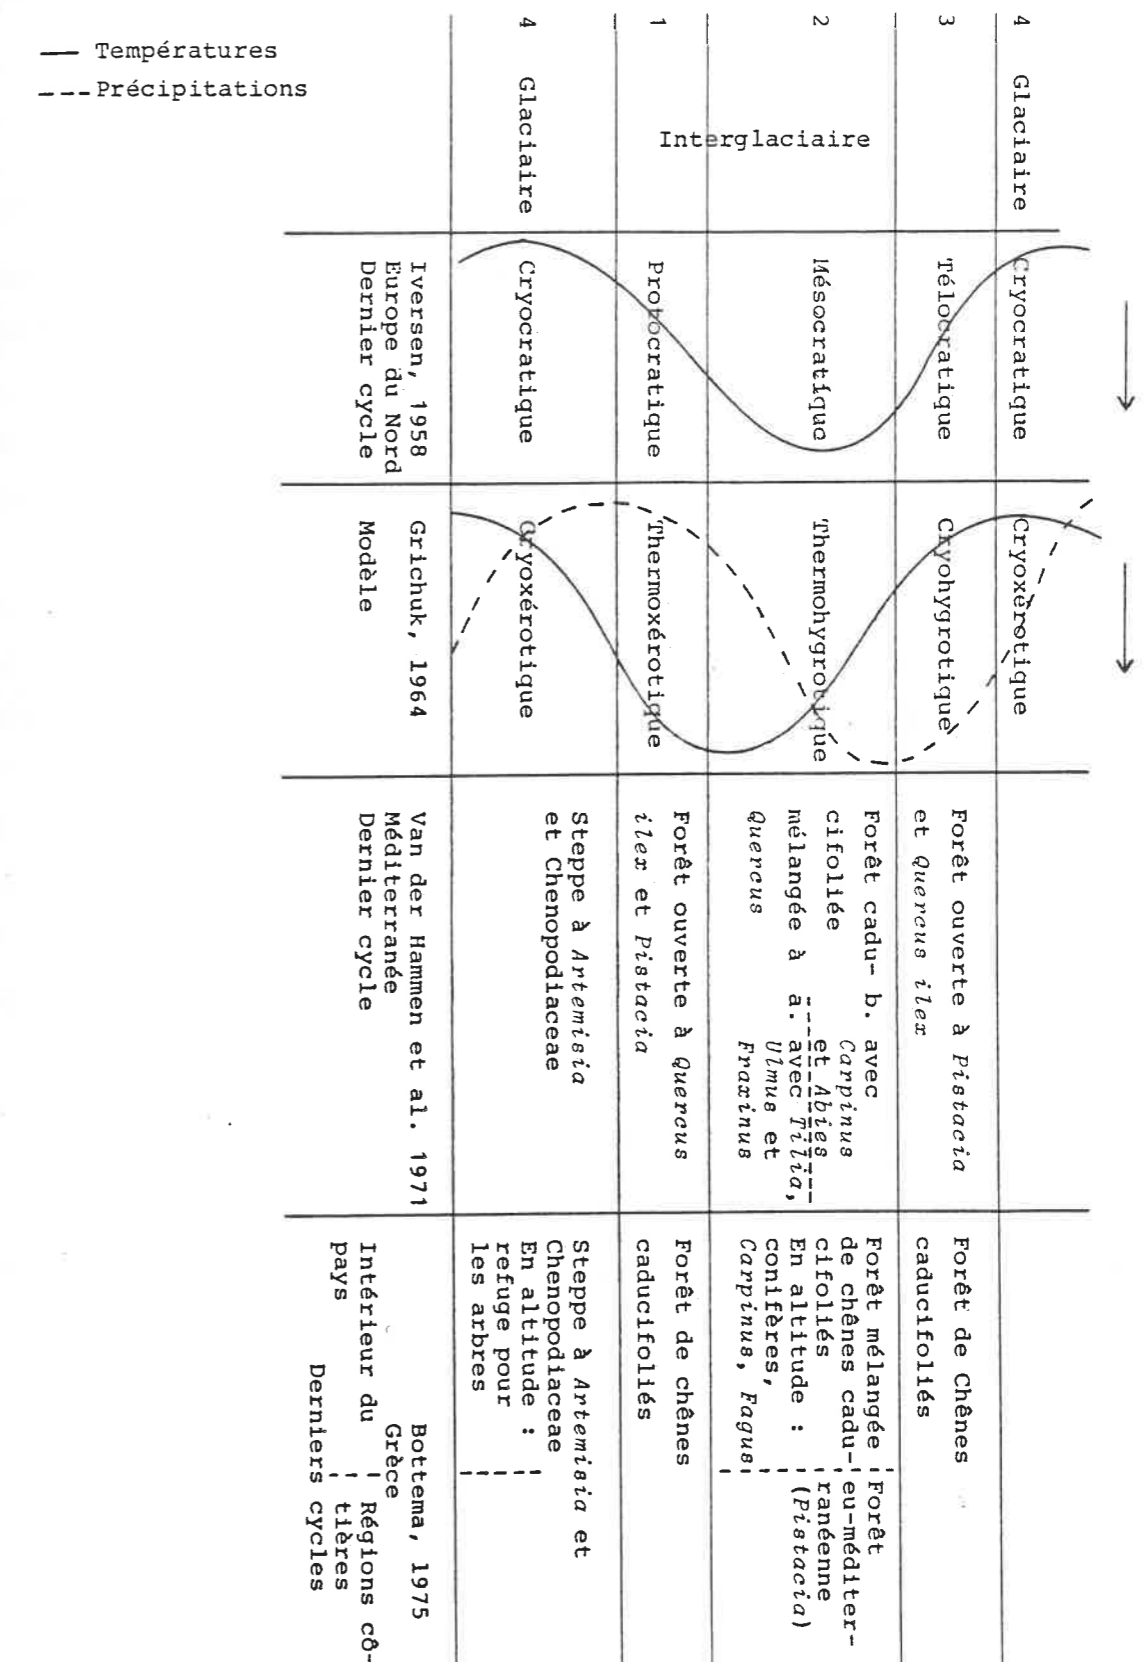 — Températures
--- Précipitations
Interglaciaire
4 Glaciaire
3
2
1
4 Glaciaire
Iversen, 1958
Europe du Nord
Dernier cycle
Cryocratique
Télocratique
Mésocratique
Protocratique
Cryocratique
Grichuk, 1964
Modèle
Cryoxérotique
Cryohygrotique
Thermohygrotique
Thermoxérotique
Cryoxérotique
Van der Hammen et al. 1971
Méditerranée
Dernier cycle
Forêt ouverte à Pistacia
et Quercus ilex
Forêt cadu-
cifoliée
mélangée à
Quercus
b. avec
Carpinus
et Abies
a. avec Tilia,
Ulmus et
Fraxinus
Forêt ouverte à Quercus
ilex et Pistacia
Steppe à Artemisia
et Chenopodiaceae
Bottema, 1975
Grèce
Intérieur du
pays
Régions cô-
tières
Derniers cycles
Forêt de Chênes
caducifoliés
Forêt mélangée
de chênes cadu-
cifoliés
En altitude :
conifères,
Carpinus, Fagus
Forêt
eu-méditer-
ranéenne
(Pistacia)
Forêt de chênes
caducifoliés
Steppe à Artemisia et
Chenopodiaceae
En altitude :
refuge pour
les arbres